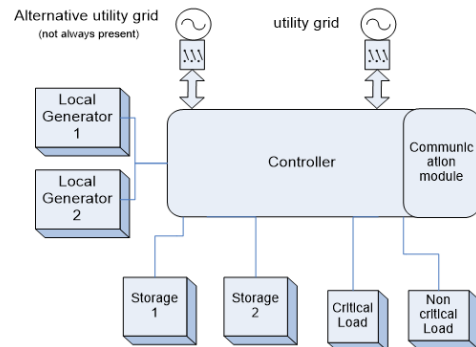 Alternative utility grid
(not always present)
utility grid
Local
Generator
1
Local
Generator
2
Controller
Communic
ation
module
Storage
1
Storage
2
Critical
Load
Non
critical
Load